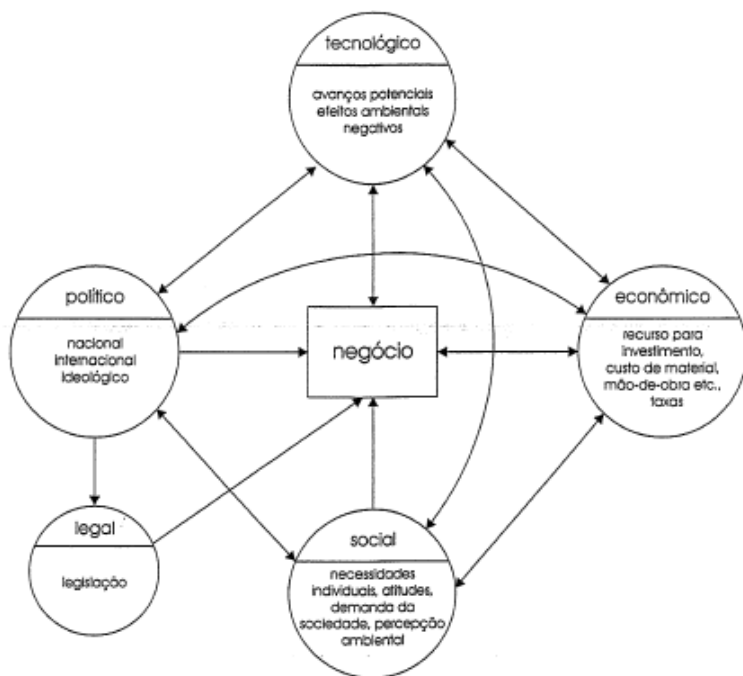 tecnológico
avanços potenciais
efeitos ambientais
negativos
político
nacional
internacional
ideológico
negócio
econômico
recurso para
investimento,
custo de material,
mão-de-obra etc.,
taxas
legal
legislação
social
necessidades
individuais, atitudes,
demanda da
sociedade, percepção
ambiental